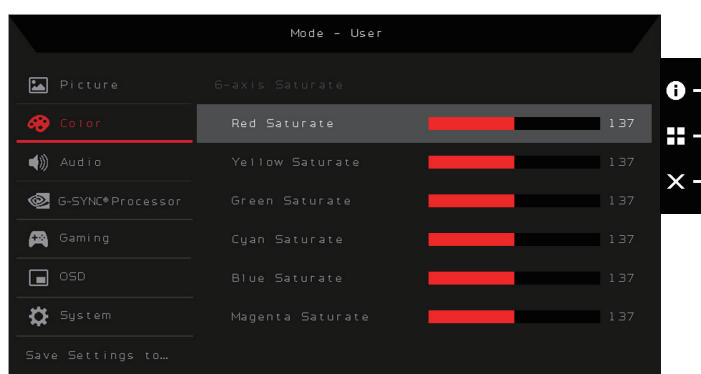 Mode - User
Picture
6-axis Saturate
Color
Red Saturate 137
Audio
Yellow Saturate 137
G-SYNC® Processor
Green Saturate 137
Gaming
Cyan Saturate 137
OSD
Blue Saturate 137
System
Magenta Saturate 137
Save Settings to…